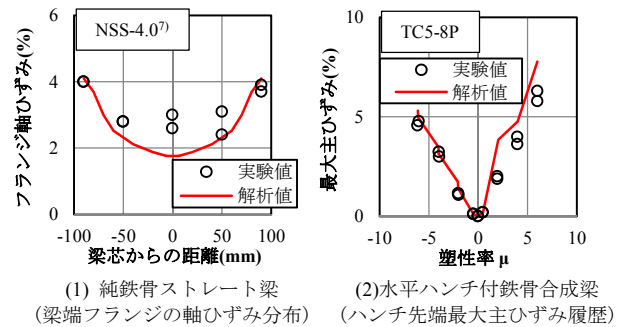 NSS-4.0⁷⁾
フランジ軸ひずみ(%)
6
4
2
0
実験値
解析値
-100 -50 0 50 100
梁芯からの距離(mm)
(1) 純鉄骨ストレート梁
（梁端フランジの軸ひずみ分布）
TC5-8P
最大主ひずみ(%)
10
5
0
実験値
解析値
-10 -5 0 5 10
塑性率 μ
(2)水平ハンチ付鉄骨合成梁
（ハンチ先端最大主ひずみ履歴）